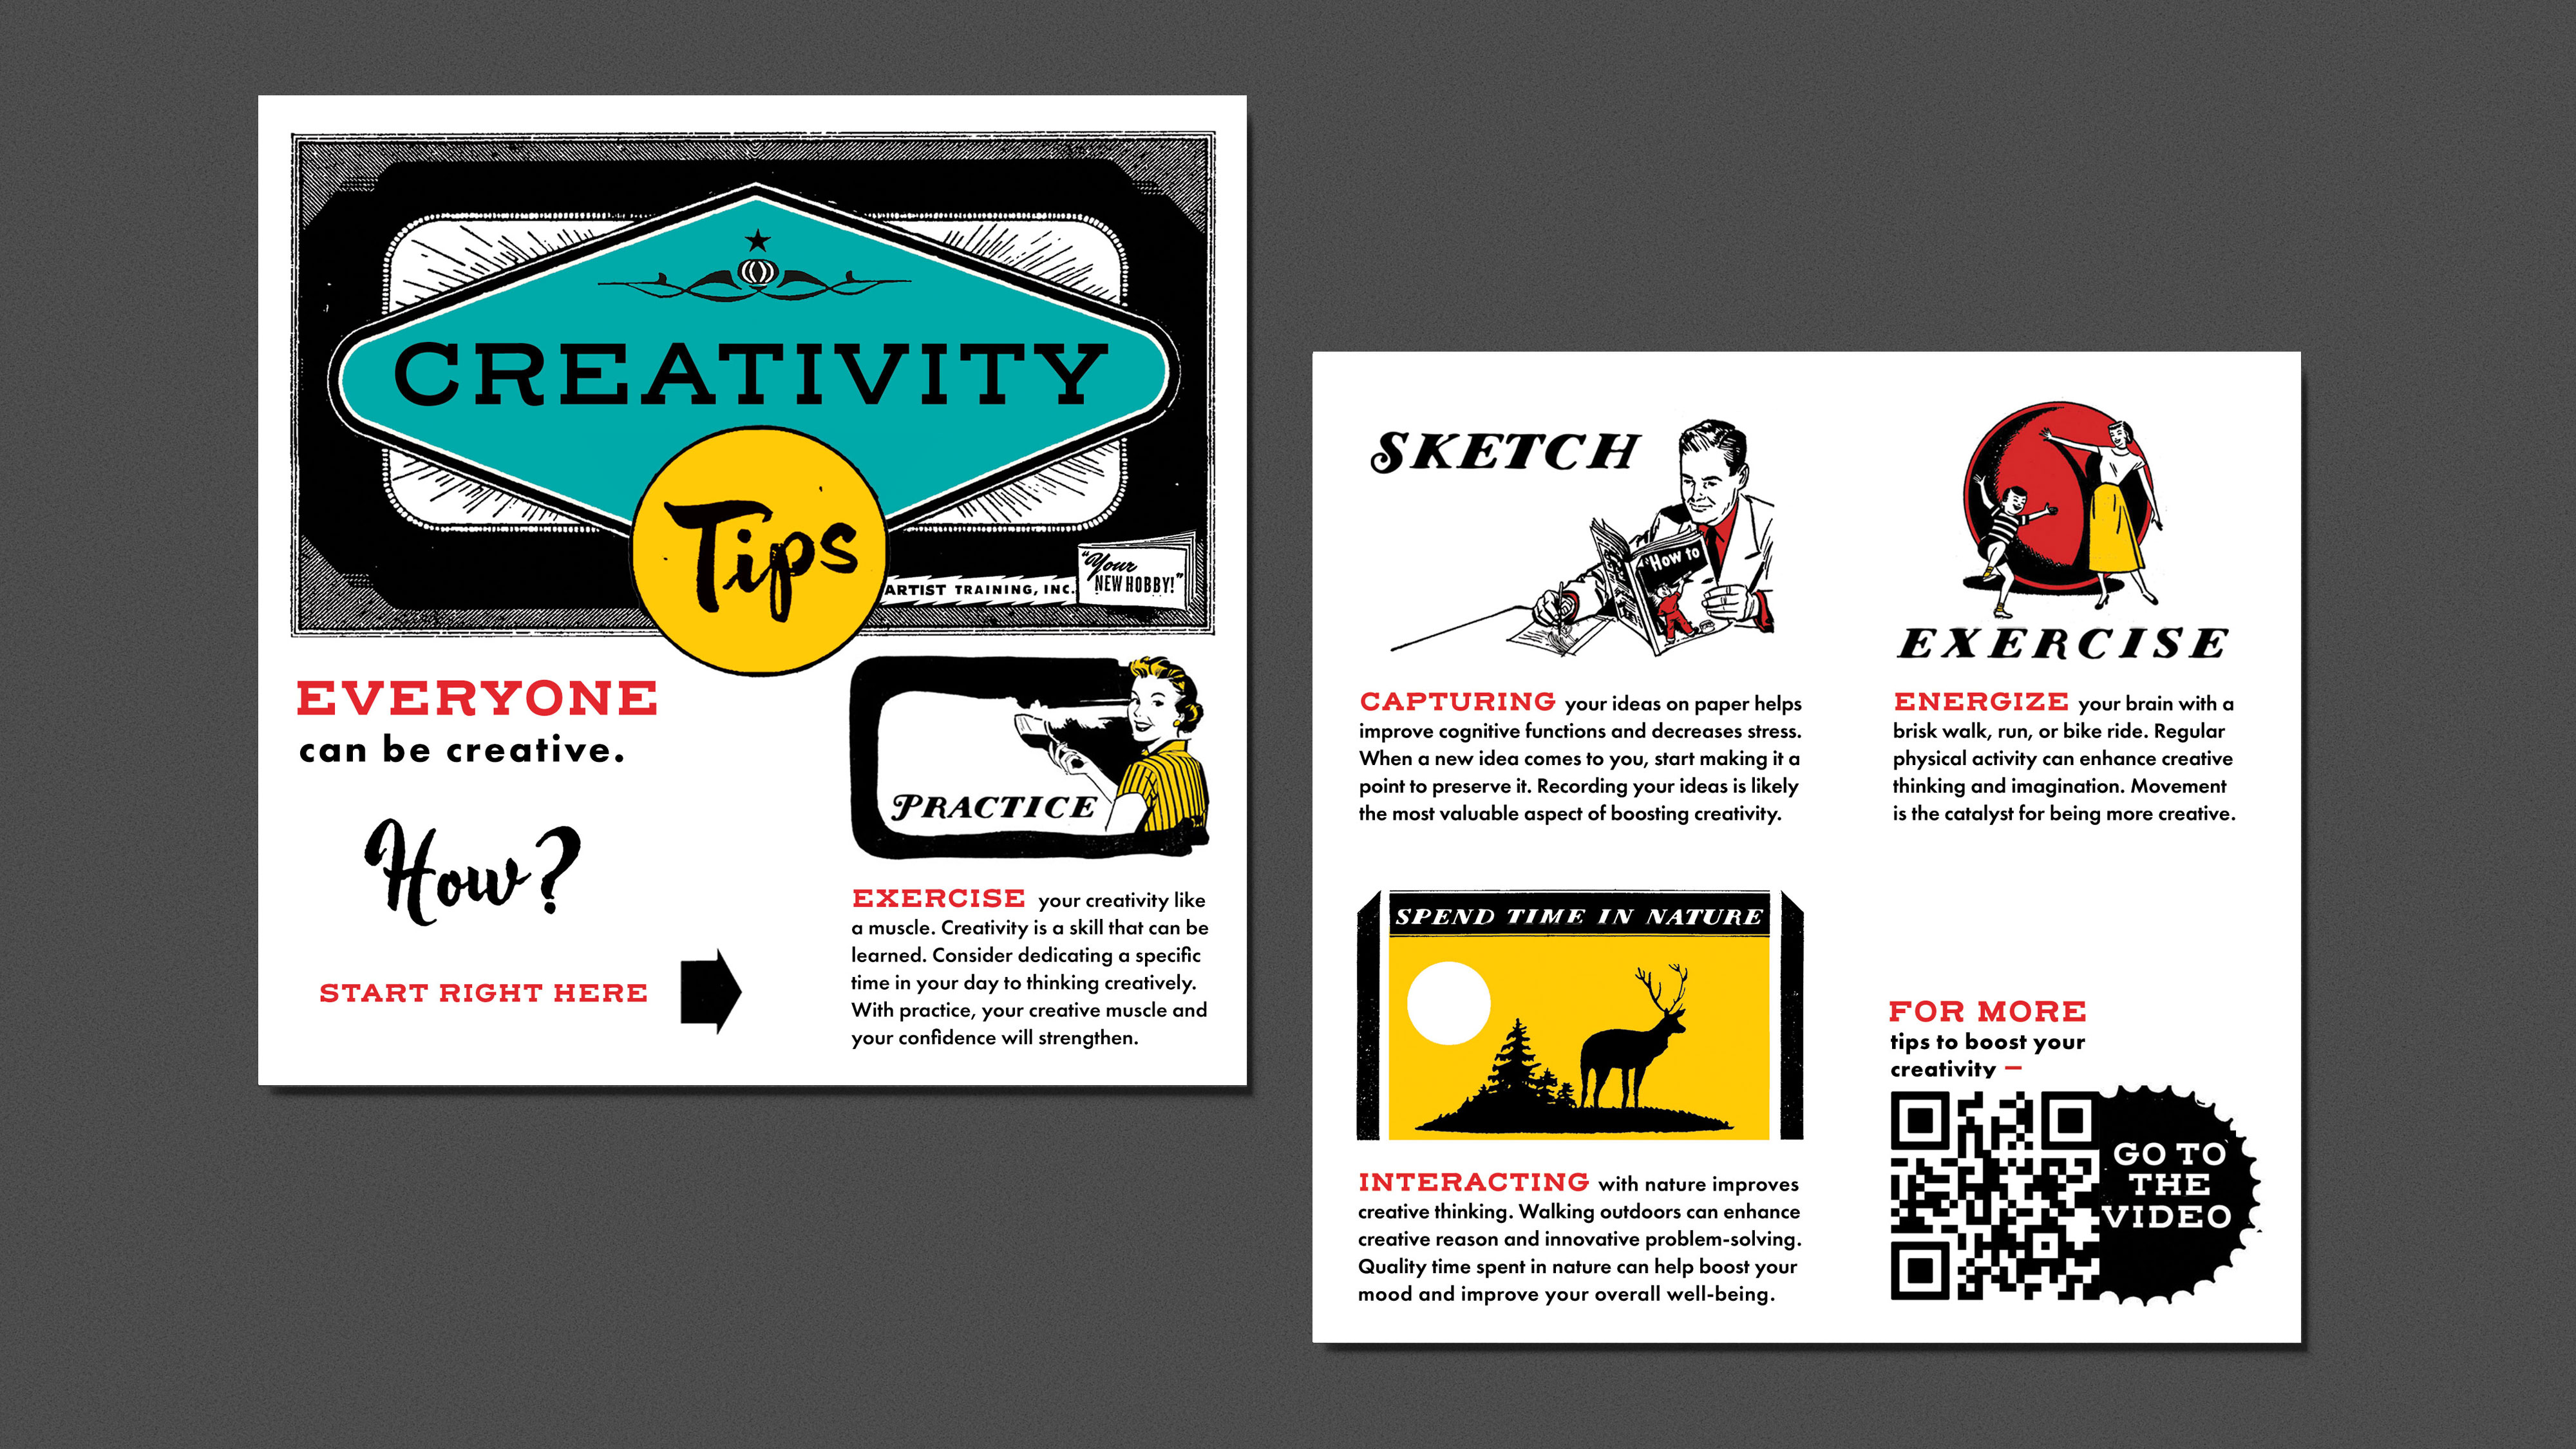 CREATIVITY
Tips
ARTIST TRAINING, INC.
"Your
NEW HOBBY!"
EVERYONE
can be creative.
How?
START RIGHT HERE
PRACTICE
EXERCISE your creativity like
a muscle. Creativity is a skill that can be
learned. Consider dedicating a specific
time in your day to thinking creatively.
With practice, your creative muscle and
your confidence will strengthen.
SKETCH
How to
CAPTURING your ideas on paper helps
improve cognitive functions and decreases stress.
When a new idea comes to you, start making it a
point to preserve it. Recording your ideas is likely
the most valuable aspect of boosting creativity.
EXERCISE
ENERGIZE your brain with a
brisk walk, run, or bike ride. Regular
physical activity can enhance creative
thinking and imagination. Movement
is the catalyst for being more creative.
SPEND TIME IN NATURE
INTERACTING with nature improves
creative thinking. Walking outdoors can enhance
creative reason and innovative problem-solving.
Quality time spent in nature can help boost your
mood and improve your overall well-being.
FOR MORE
tips to boost your
creativity —
GO TO
THE
VIDEO